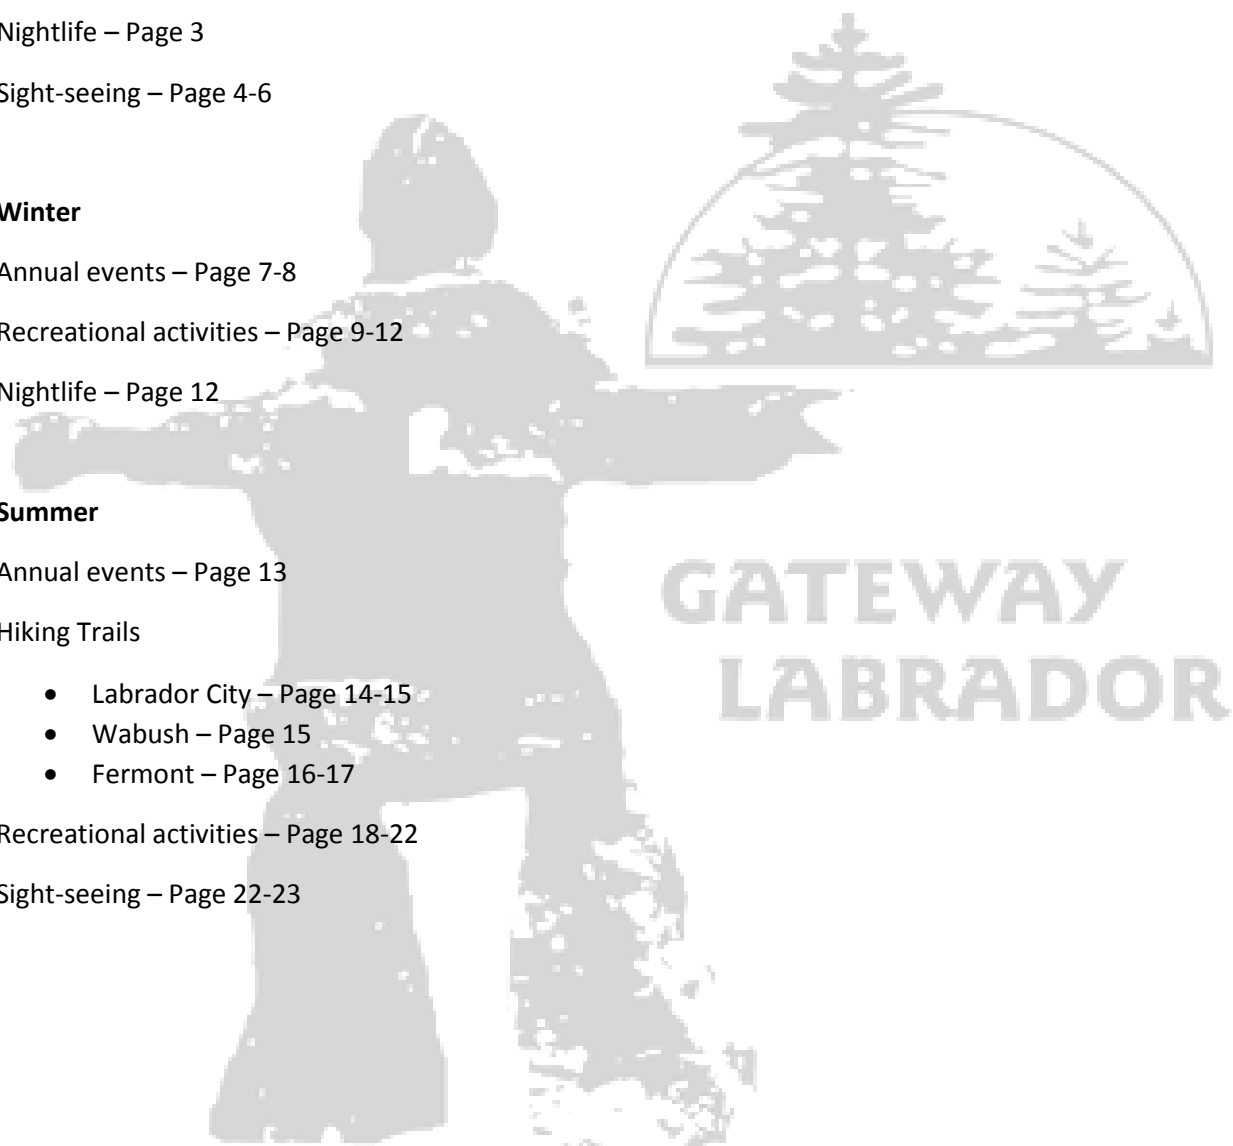 Nightlife – Page 3
Sight-seeing – Page 4-6
Winter
Annual events – Page 7-8
Recreational activities – Page 9-12
Nightlife – Page 12
Summer
Annual events – Page 13
Hiking Trails
• Labrador City – Page 14-15
• Wabush – Page 15
• Fermont – Page 16-17
Recreational activities – Page 18-22
Sight-seeing – Page 22-23
GATEWAY
LABRADOR